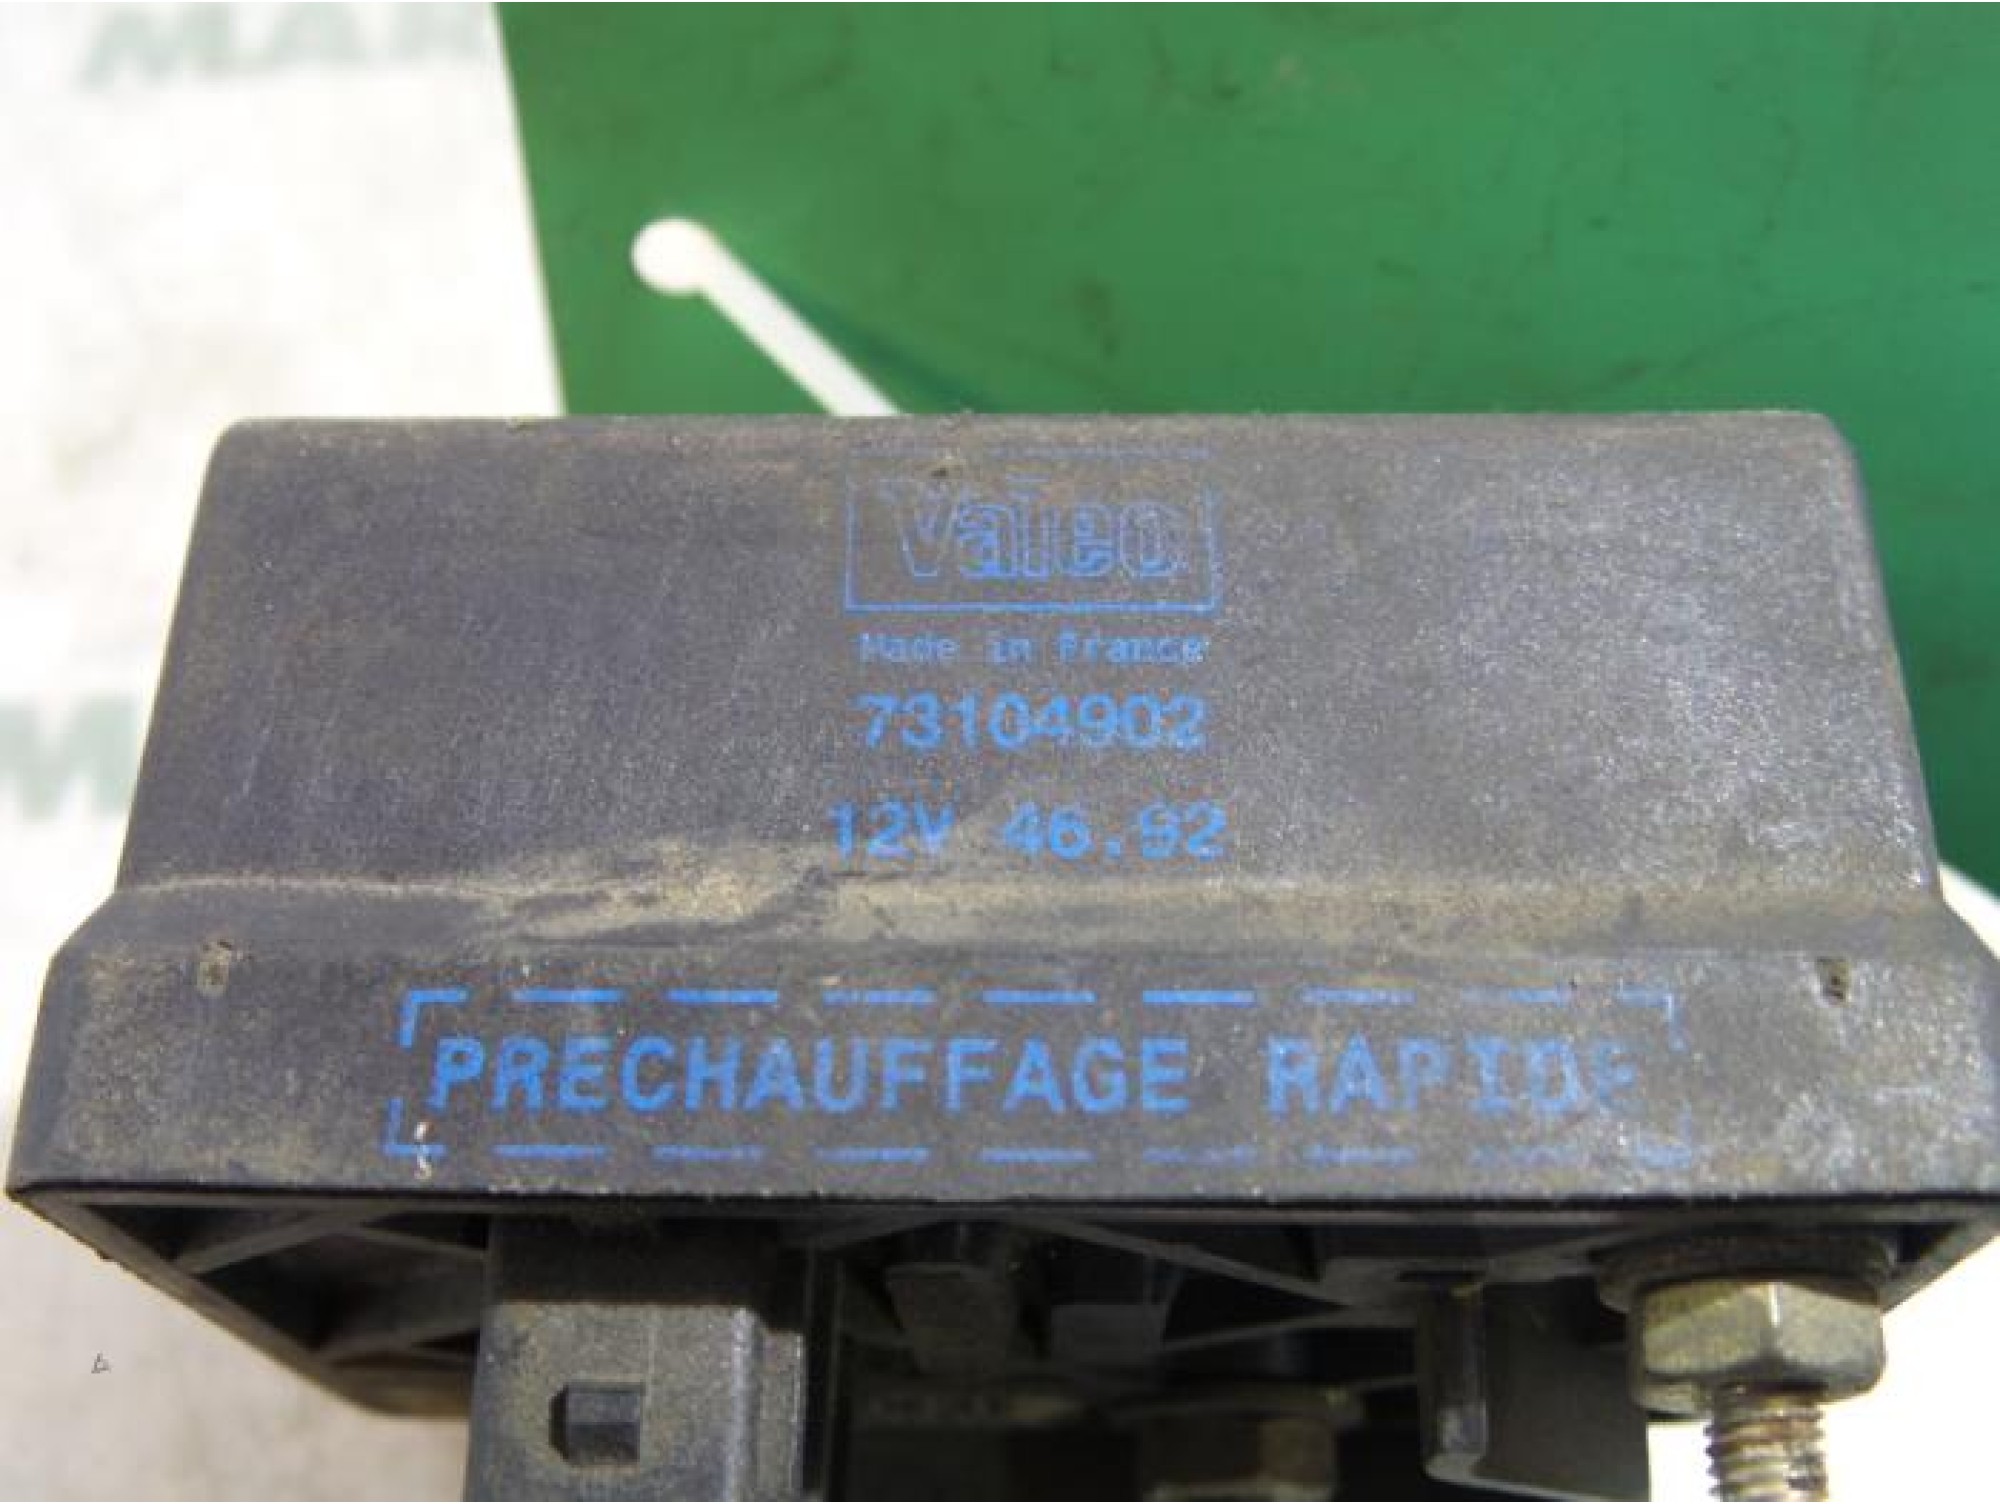 Valeo
Made in France
73104902
12V 46.92
PRECHAUFFAGE RAPIDE